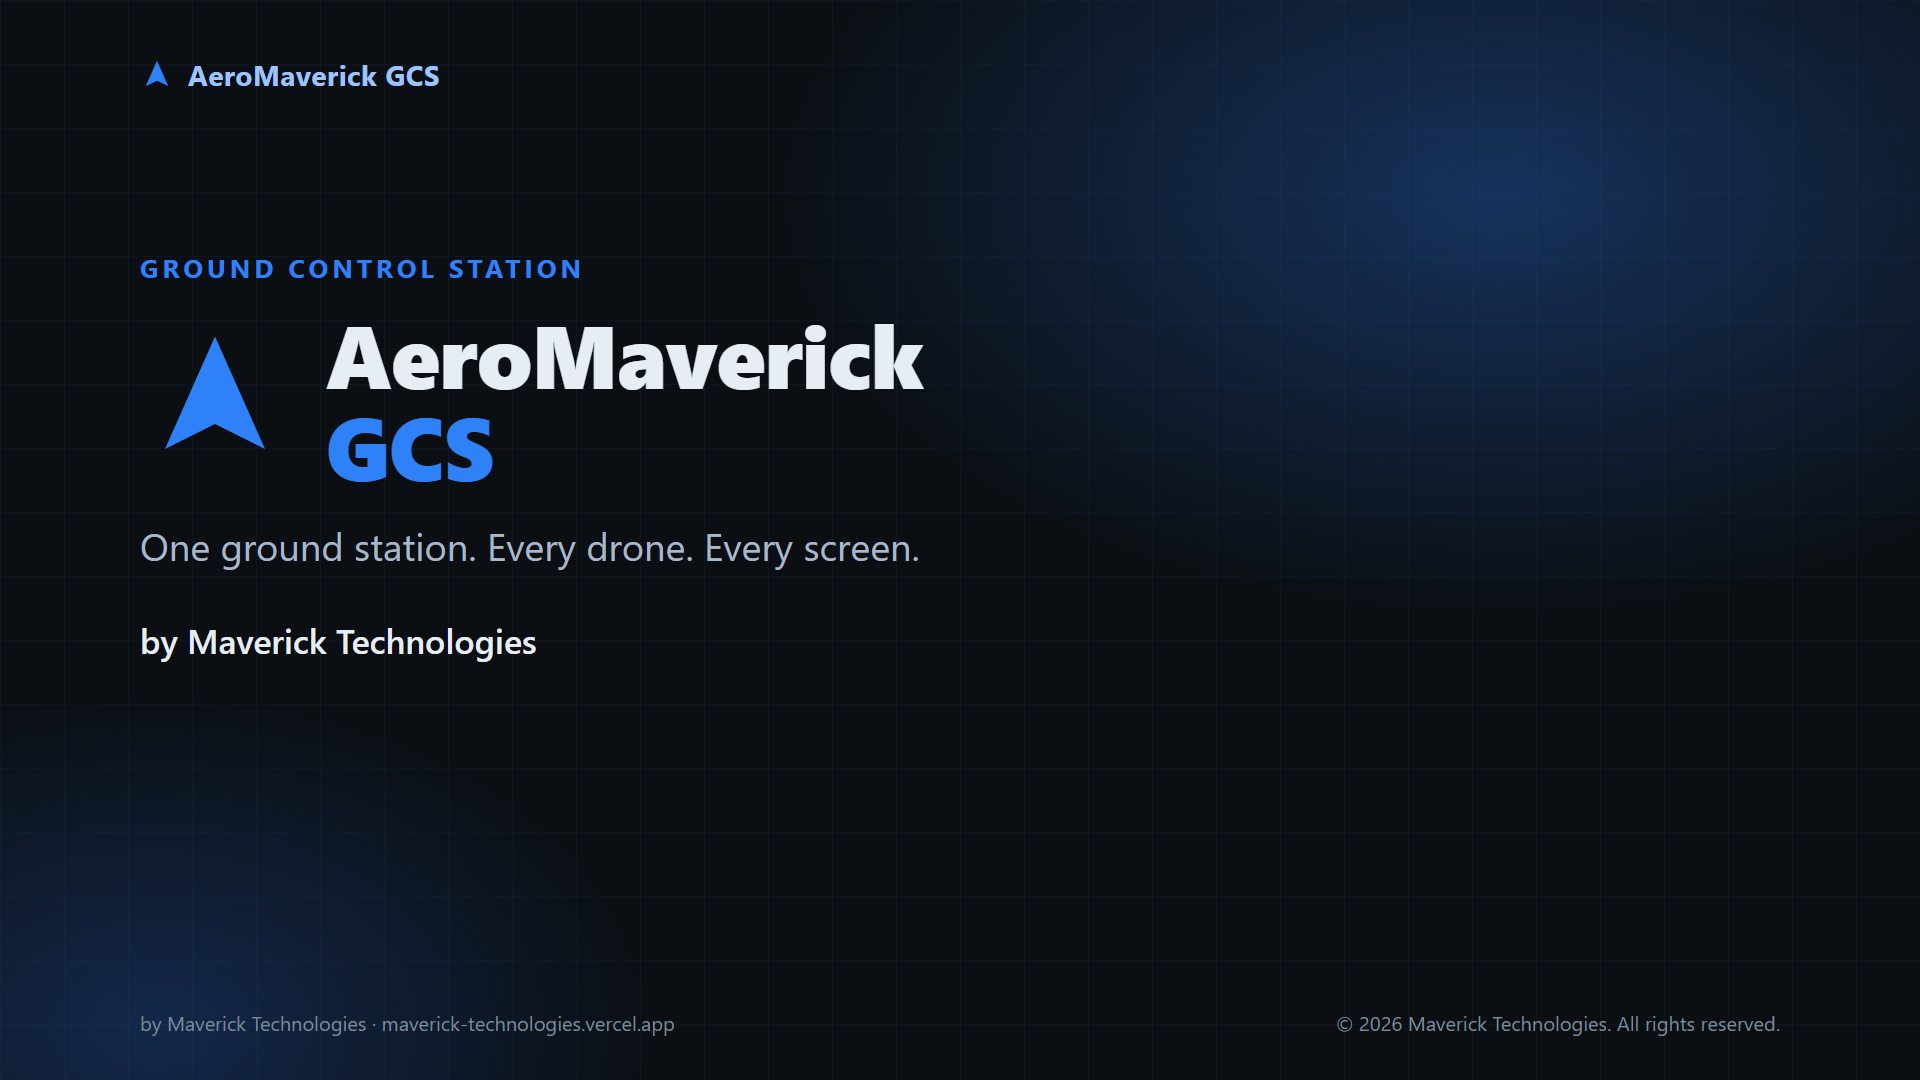 AeroMaverick GCS
GROUND CONTROL STATION
AeroMaverick
GCS
One ground station. Every drone. Every screen.
by Maverick Technologies
by Maverick Technologies · maverick-technologies.vercel.app
© 2026 Maverick Technologies. All rights reserved.